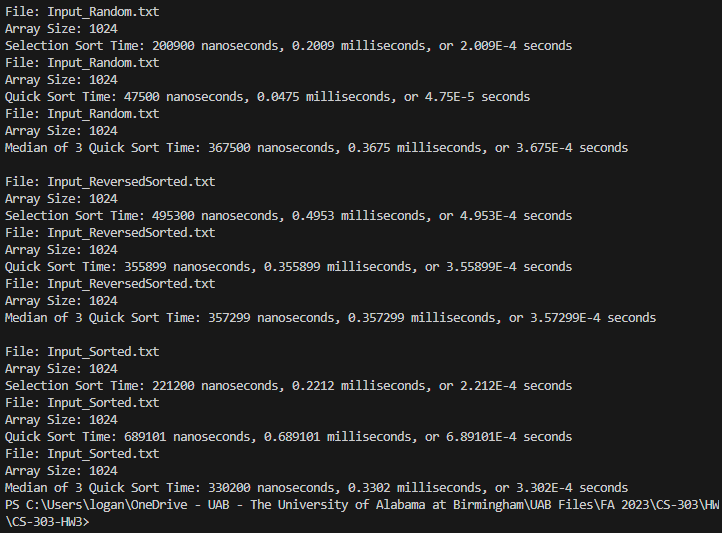 File: Input_Random.txt
Array Size: 1024
Selection Sort Time: 200900 nanoseconds, 0.2009 milliseconds, or 2.009E-4 seconds
File: Input_Random.txt
Array Size: 1024
Quick Sort Time: 47500 nanoseconds, 0.0475 milliseconds, or 4.75E-5 seconds
File: Input_Random.txt
Array Size: 1024
Median of 3 Quick Sort Time: 367500 nanoseconds, 0.3675 milliseconds, or 3.675E-4 seconds

File: Input_ReversedSorted.txt
Array Size: 1024
Selection Sort Time: 495300 nanoseconds, 0.4953 milliseconds, or 4.953E-4 seconds
File: Input_ReversedSorted.txt
Array Size: 1024
Quick Sort Time: 355899 nanoseconds, 0.355899 milliseconds, or 3.55899E-4 seconds
File: Input_ReversedSorted.txt
Array Size: 1024
Median of 3 Quick Sort Time: 357299 nanoseconds, 0.357299 milliseconds, or 3.57299E-4 seconds

File: Input_Sorted.txt
Array Size: 1024
Selection Sort Time: 221200 nanoseconds, 0.2212 milliseconds, or 2.212E-4 seconds
File: Input_Sorted.txt
Array Size: 1024
Quick Sort Time: 689101 nanoseconds, 0.689101 milliseconds, or 6.89101E-4 seconds
File: Input_Sorted.txt
Array Size: 1024
Median of 3 Quick Sort Time: 330200 nanoseconds, 0.3302 milliseconds, or 3.302E-4 seconds
PS C:\Users\logan\OneDrive - UAB - The University of Alabama at Birmingham\UAB Files\FA 2023\CS-303\HW
\CS-303-HW3>